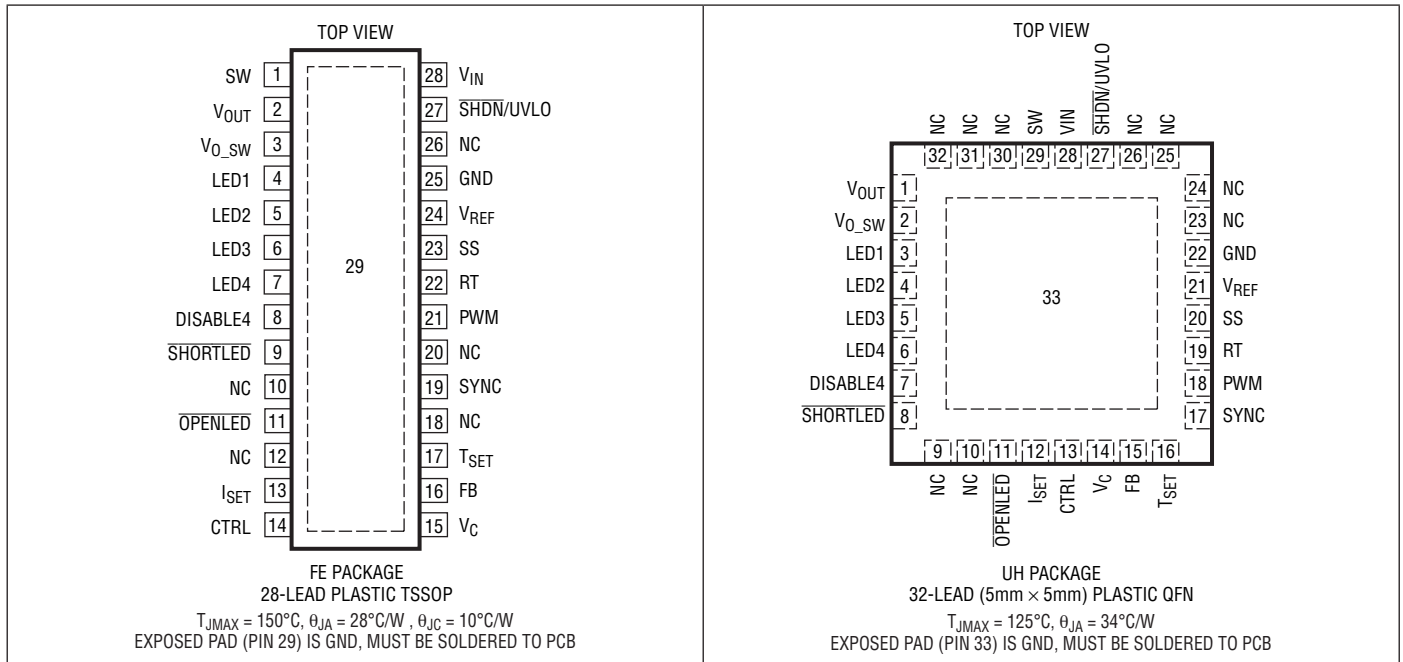 TOP VIEW
SW 1
VOUT 2
VO_SW 3
LED1 4
LED2 5
LED3 6
LED4 7
DISABLE4 8
SHORTLED 9
NC 10
OPENLED 11
NC 12
ISET 13
CTRL 14
29
28 VIN
27 SHDN/UVLO
26 NC
25 GND
24 VREF
23 SS
22 RT
21 PWM
20 NC
19 SYNC
18 NC
17 TSET
16 FB
15 VC
FE PACKAGE
28-LEAD PLASTIC TSSOP
TJMAX = 150°C, θJA = 28°C/W , θJC = 10°C/W
EXPOSED PAD (PIN 29) IS GND, MUST BE SOLDERED TO PCB
TOP VIEW
NC NC NC SW VIN SHDN/UVLO NC NC
32 31 30 29 28 27 26 25
VOUT 1
VO_SW 2
LED1 3
LED2 4
LED3 5
LED4 6
DISABLE4 7
SHORTLED 8
33
24 NC
23 NC
22 GND
21 VREF
20 SS
19 RT
18 PWM
17 SYNC
9 10 11 12 13 14 15 16
NC NC OPENLED ISET CTRL VC FB TSET
UH PACKAGE
32-LEAD (5mm × 5mm) PLASTIC QFN
TJMAX = 125°C, θJA = 34°C/W
EXPOSED PAD (PIN 33) IS GND, MUST BE SOLDERED TO PCB